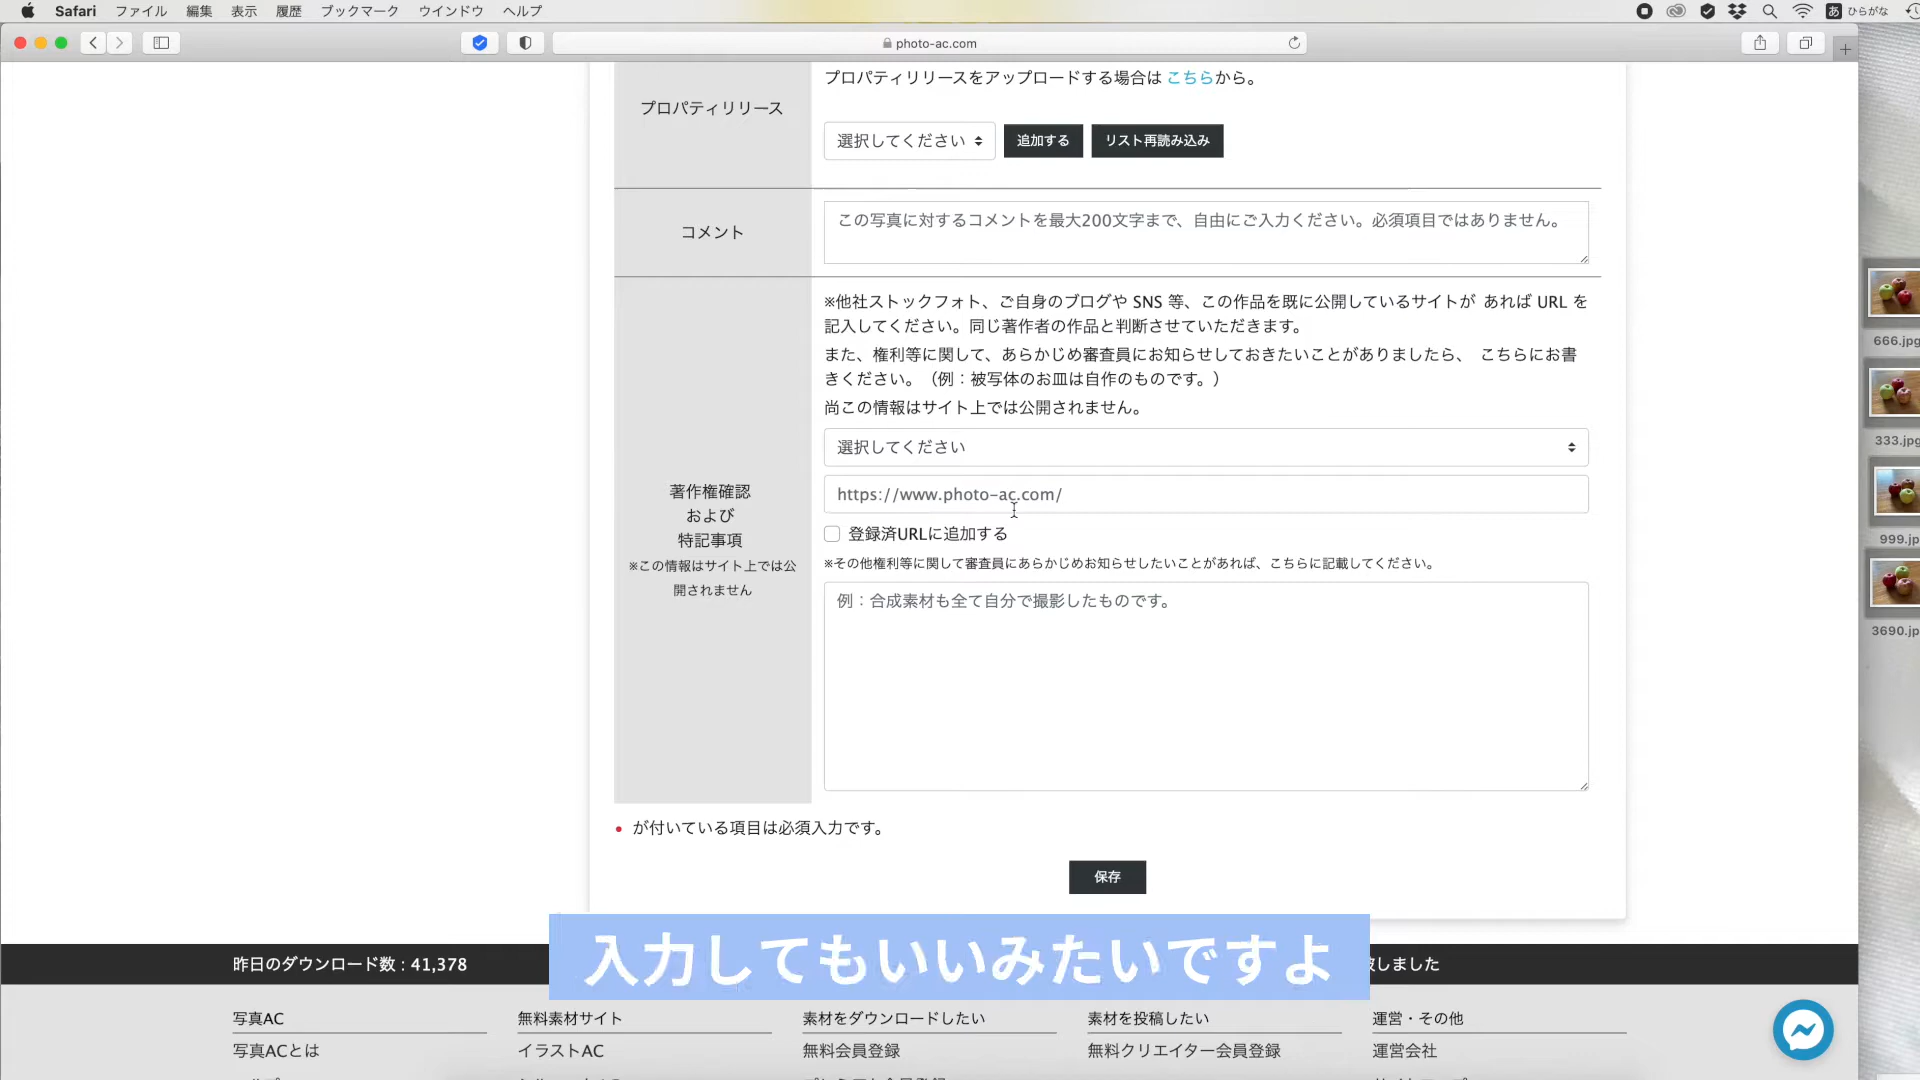 Safari ファイル 編集 表示 履歴 ブックマーク ウインドウ ヘルプ
あ ひらがな
photo-ac.com
プロパティリリースをアップロードする場合は こちらから。
プロパティリリース
選択してください 追加する リスト再読み込み
コメント
この写真に対するコメントを最大200文字まで、自由にご入力ください。必須項目ではありません。
※他社ストックフォト、ご自身のブログや SNS 等、この作品を既に公開しているサイトが あれば URL を
記入してください。同じ著作者の作品と判断させていただきます。
また、権利等に関して、あらかじめ審査員にお知らせしておきたいことがありましたら、 こちらにお書
きください。（例：被写体のお皿は自作のものです。）
尚この情報はサイト上では公開されません。
選択してください
著作権確認
および
特記事項
※この情報はサイト上では公
開されません
https://www.photo-ac.com/
登録済URLに追加する
※その他権利等に関して審査員にあらかじめお知らせしたいことがあれば、こちらに記載してください。
例：合成素材も全て自分で撮影したものです。
• が付いている項目は必須入力です。
保存
666.jpg
333.jpg
999.jp
3690.jp
昨日のダウンロード数 : 41,378
しました
入力してもいいみたいですよ
写真AC 無料素材サイト 素材をダウンロードしたい 素材を投稿したい 運営・その他
写真ACとは イラストAC 無料会員登録 無料クリエイター会員登録 運営会社